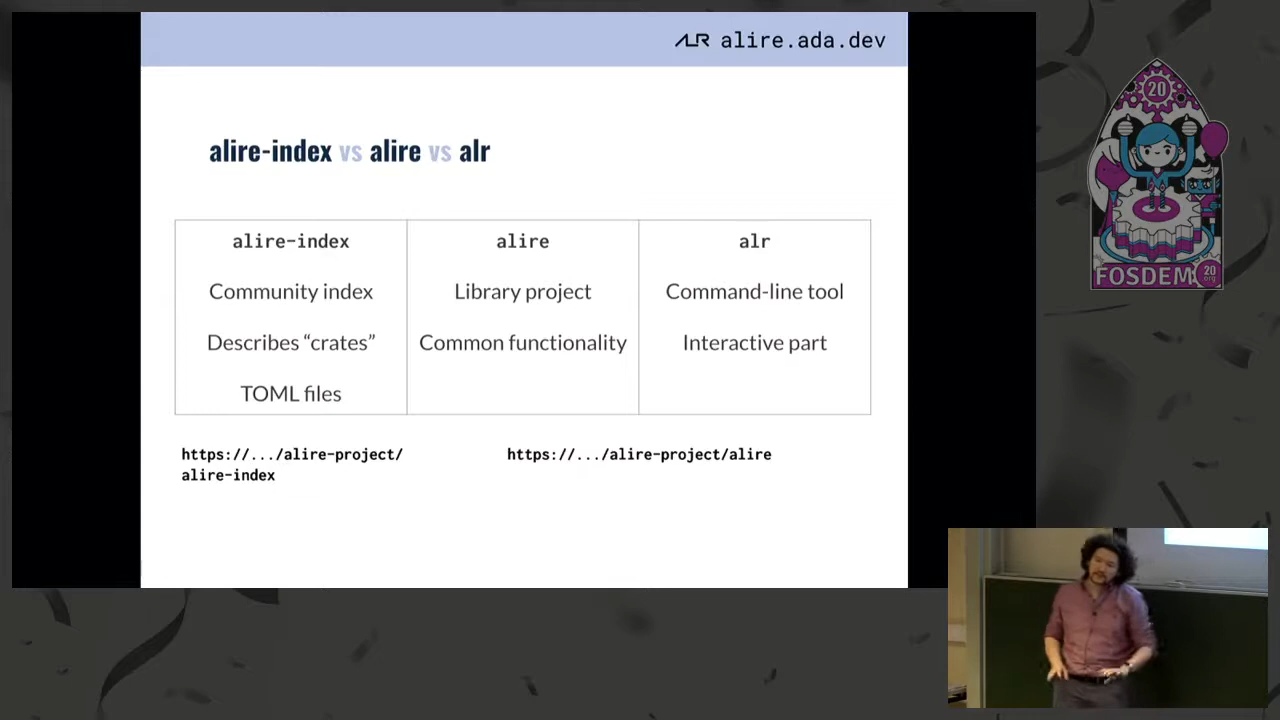 ALR alire.ada.dev
alire-index vs alire vs alr
alire-index alire alr
Community index Library project Command-line tool
Describes “crates” Common functionality Interactive part
TOML files
https://.../alire-project/
alire-index
https://.../alire-project/alire
20
FOSDEM 20
.org